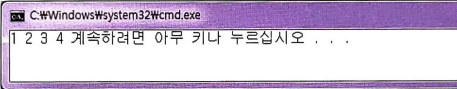 C:₩Windows₩system32₩cmd.exe
1 2 3 4 계속하려면 아무 키나 누르십시오 . . .